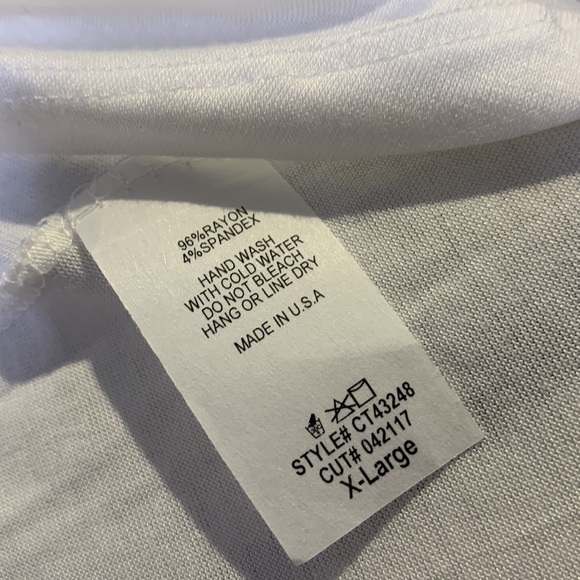 96%RAYON
4%SPANDEX
HAND WASH
WITH COLD WATER
DO NOT BLEACH
HANG OR LINE DRY
MADE IN U.S.A
STYLE# CT43248
CUT# 042117
X-Large